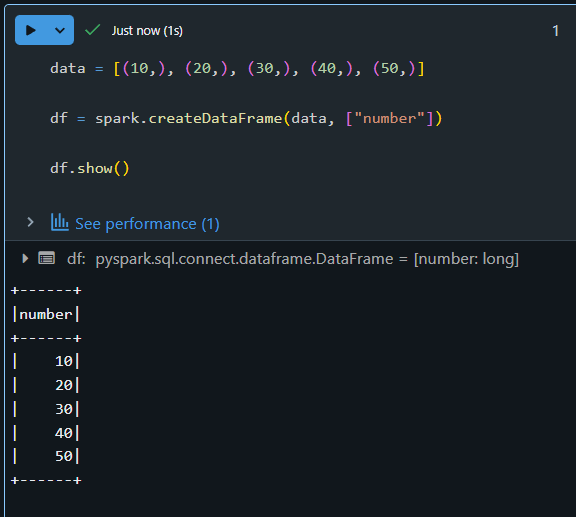 Just now (1s)
1
data = [(10,), (20,), (30,), (40,), (50,)]
df = spark.createDataFrame(data, ["number"])
df.show()
See performance (1)
df: pyspark.sql.connect.dataframe.DataFrame = [number: long]
+------+
|number|
+------+
|    10|
|    20|
|    30|
|    40|
|    50|
+------+